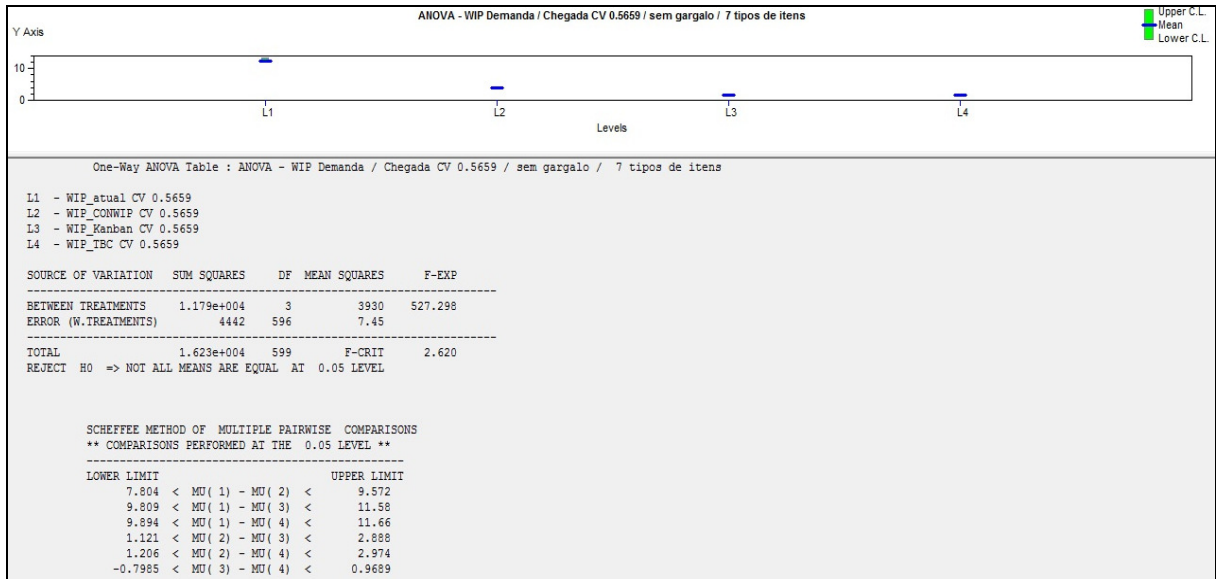 ANOVA - WIP Demanda / Chegada CV 0.5659 / sem gargalo / 7 tipos de itens
Upper C.L.
Mean
Lower C.L.
Y Axis
10
0
L1 L2 L3 L4
Levels
One-Way ANOVA Table : ANOVA - WIP Demanda / Chegada CV 0.5659 / sem gargalo / 7 tipos de itens
L1 - WIP_atual CV 0.5659
L2 - WIP_CONWIP CV 0.5659
L3 - WIP_Kanban CV 0.5659
L4 - WIP_TBC CV 0.5659
SOURCE OF VARIATION SUM SQUARES DF MEAN SQUARES F-EXP
BETWEEN TREATMENTS 1.179e+004 3 3930 527.298
ERROR (W.TREATMENTS) 4442 596 7.45
TOTAL 1.623e+004 599 F-CRIT 2.620
REJECT H0 => NOT ALL MEANS ARE EQUAL AT 0.05 LEVEL
SCHEFFEE METHOD OF MULTIPLE PAIRWISE COMPARISONS
** COMPARISONS PERFORMED AT THE 0.05 LEVEL **
LOWER LIMIT UPPER LIMIT
7.804 < MU( 1) - MU( 2) < 9.572
9.809 < MU( 1) - MU( 3) < 11.58
9.894 < MU( 1) - MU( 4) < 11.66
1.121 < MU( 2) - MU( 3) < 2.888
1.206 < MU( 2) - MU( 4) < 2.974
-0.7985 < MU( 3) - MU( 4) < 0.9689